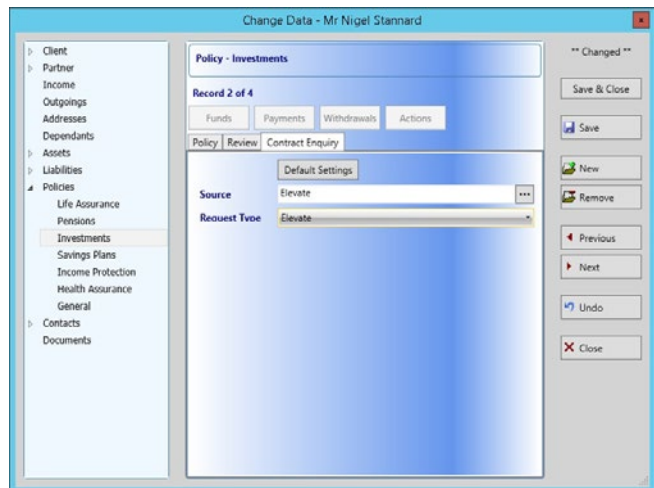 Change Data - Mr Nigel Stannard
x
Client
Partner
Income
Outgoings
Addresses
Dependants
Assets
Liabilities
Policies
Life Assurance
Pensions
Investments
Savings Plans
Income Protection
Health Assurance
General
Contacts
Documents
Policy - Investments
Record 2 of 4
Funds Payments Withdrawals Actions
Policy Review Contract Enquiry
Default Settings
Source Elevate ...
Request Type Elevate
** Changed **
Save & Close
Save
New
Remove
Previous
Next
Undo
Close